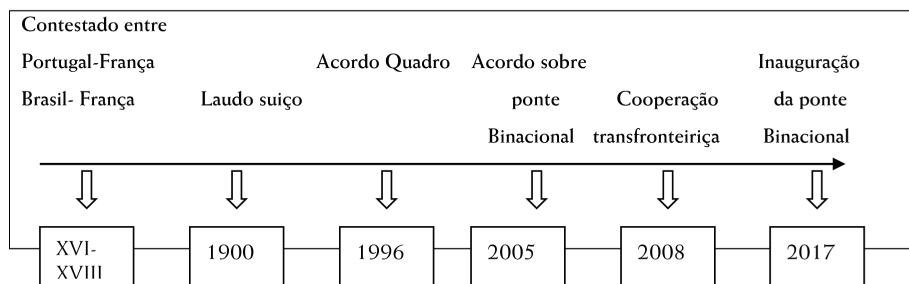 Contestado entre
Portugal-França
Brasil- França
Laudo suiço
Acordo Quadro
Acordo sobre
ponte
Binacional
Cooperação
transfronteiriça
Inauguração
da ponte
Binacional
XVI-
XVIII
1900
1996
2005
2008
2017